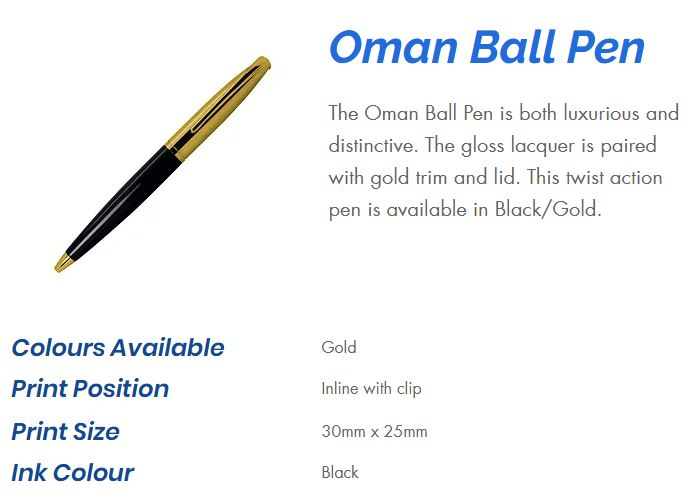 Oman Ball Pen
The Oman Ball Pen is both luxurious and
distinctive. The gloss lacquer is paired
with gold trim and lid. This twist action
pen is available in Black/Gold.
Colours Available Gold
Print Position Inline with clip
Print Size 30mm x 25mm
Ink Colour Black